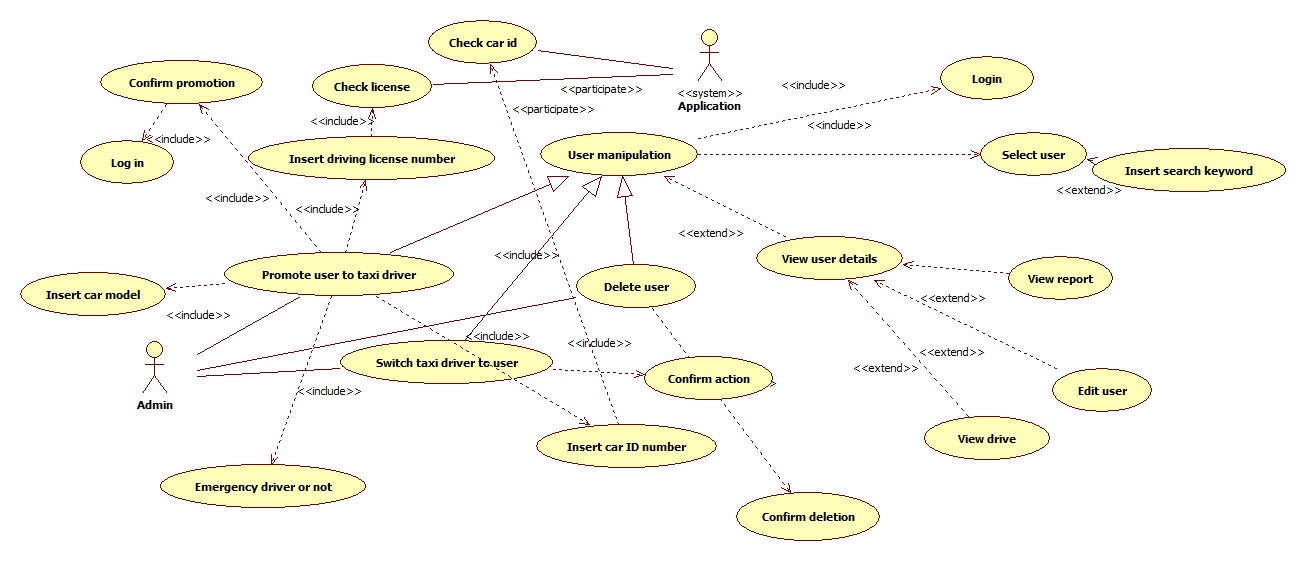 Check car id
Confirm promotion
Check license
<<participate>>
<<participate>>
<<system>>
Application
<<include>>
Login
<<include>>
<<include>>
<<include>>
Log in
Insert driving license number
User manipulation
Select user
Insert search keyword
<<extend>>
<<include>>
<<include>>
<<extend>>
<<include>>
View user details
Promote user to taxi driver
Delete user
View report
Insert car model
<<extend>>
<<include>>
<<include>>
<<include>>
<<extend>>
Switch taxi driver to user
<<extend>>
Confirm action
>
Admin
<<include>>
Edit user
View drive
Insert car ID number
Emergency driver or not
Confirm deletion